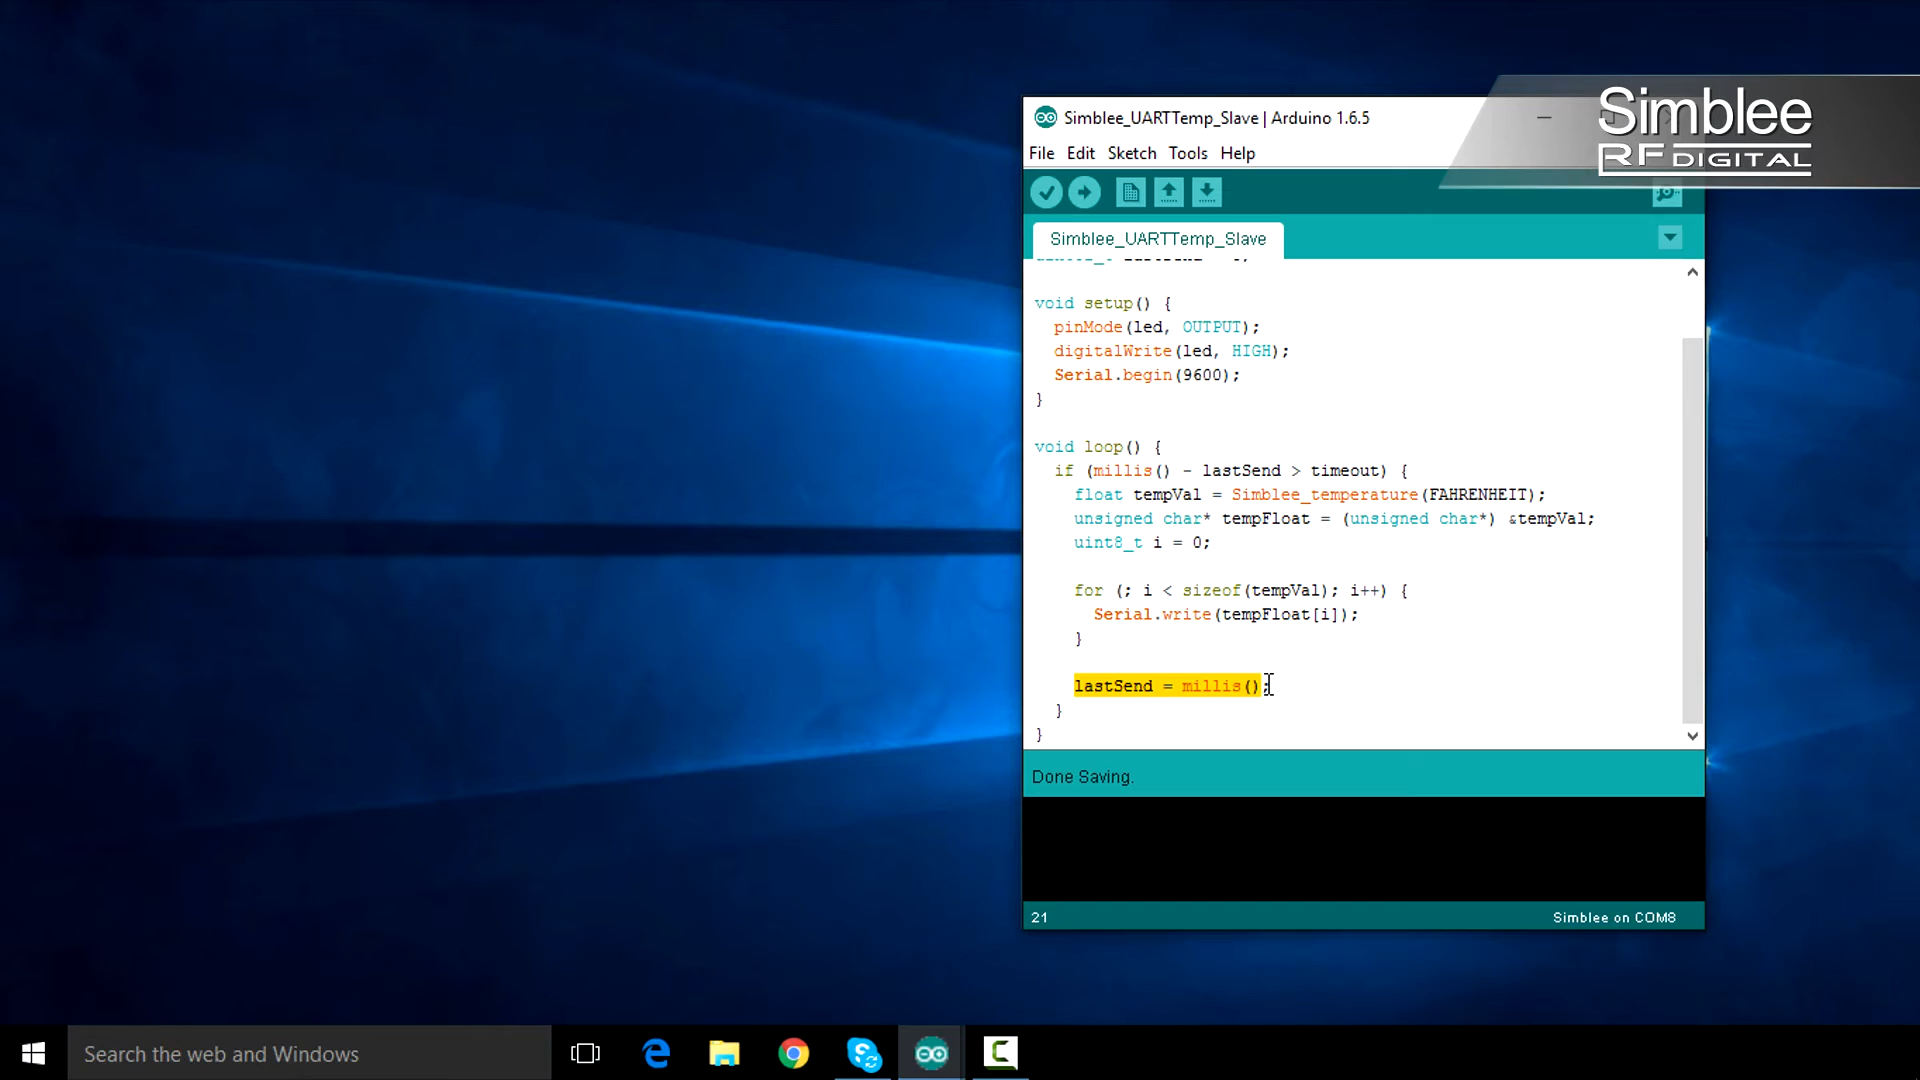 Simblee_UARTTemp_Slave | Arduino 1.6.5
Simblee
RFDIGITAL
File Edit Sketch Tools Help
Simblee_UARTTemp_Slave
void setup() {
pinMode(led, OUTPUT);
digitalWrite(led, HIGH);
Serial.begin(9600);
}
void loop() {
if (millis() - lastSend > timeout) {
float tempVal = Simblee_temperature(FAHRENHEIT);
unsigned char* tempFloat = (unsigned char*) &tempVal;
uint8_t i = 0;
for (; i < sizeof(tempVal); i++) {
Serial.write(tempFloat[i]);
}
lastSend = millis();
}
}
Done Saving.
21
Simblee on COM8
Search the web and Windows